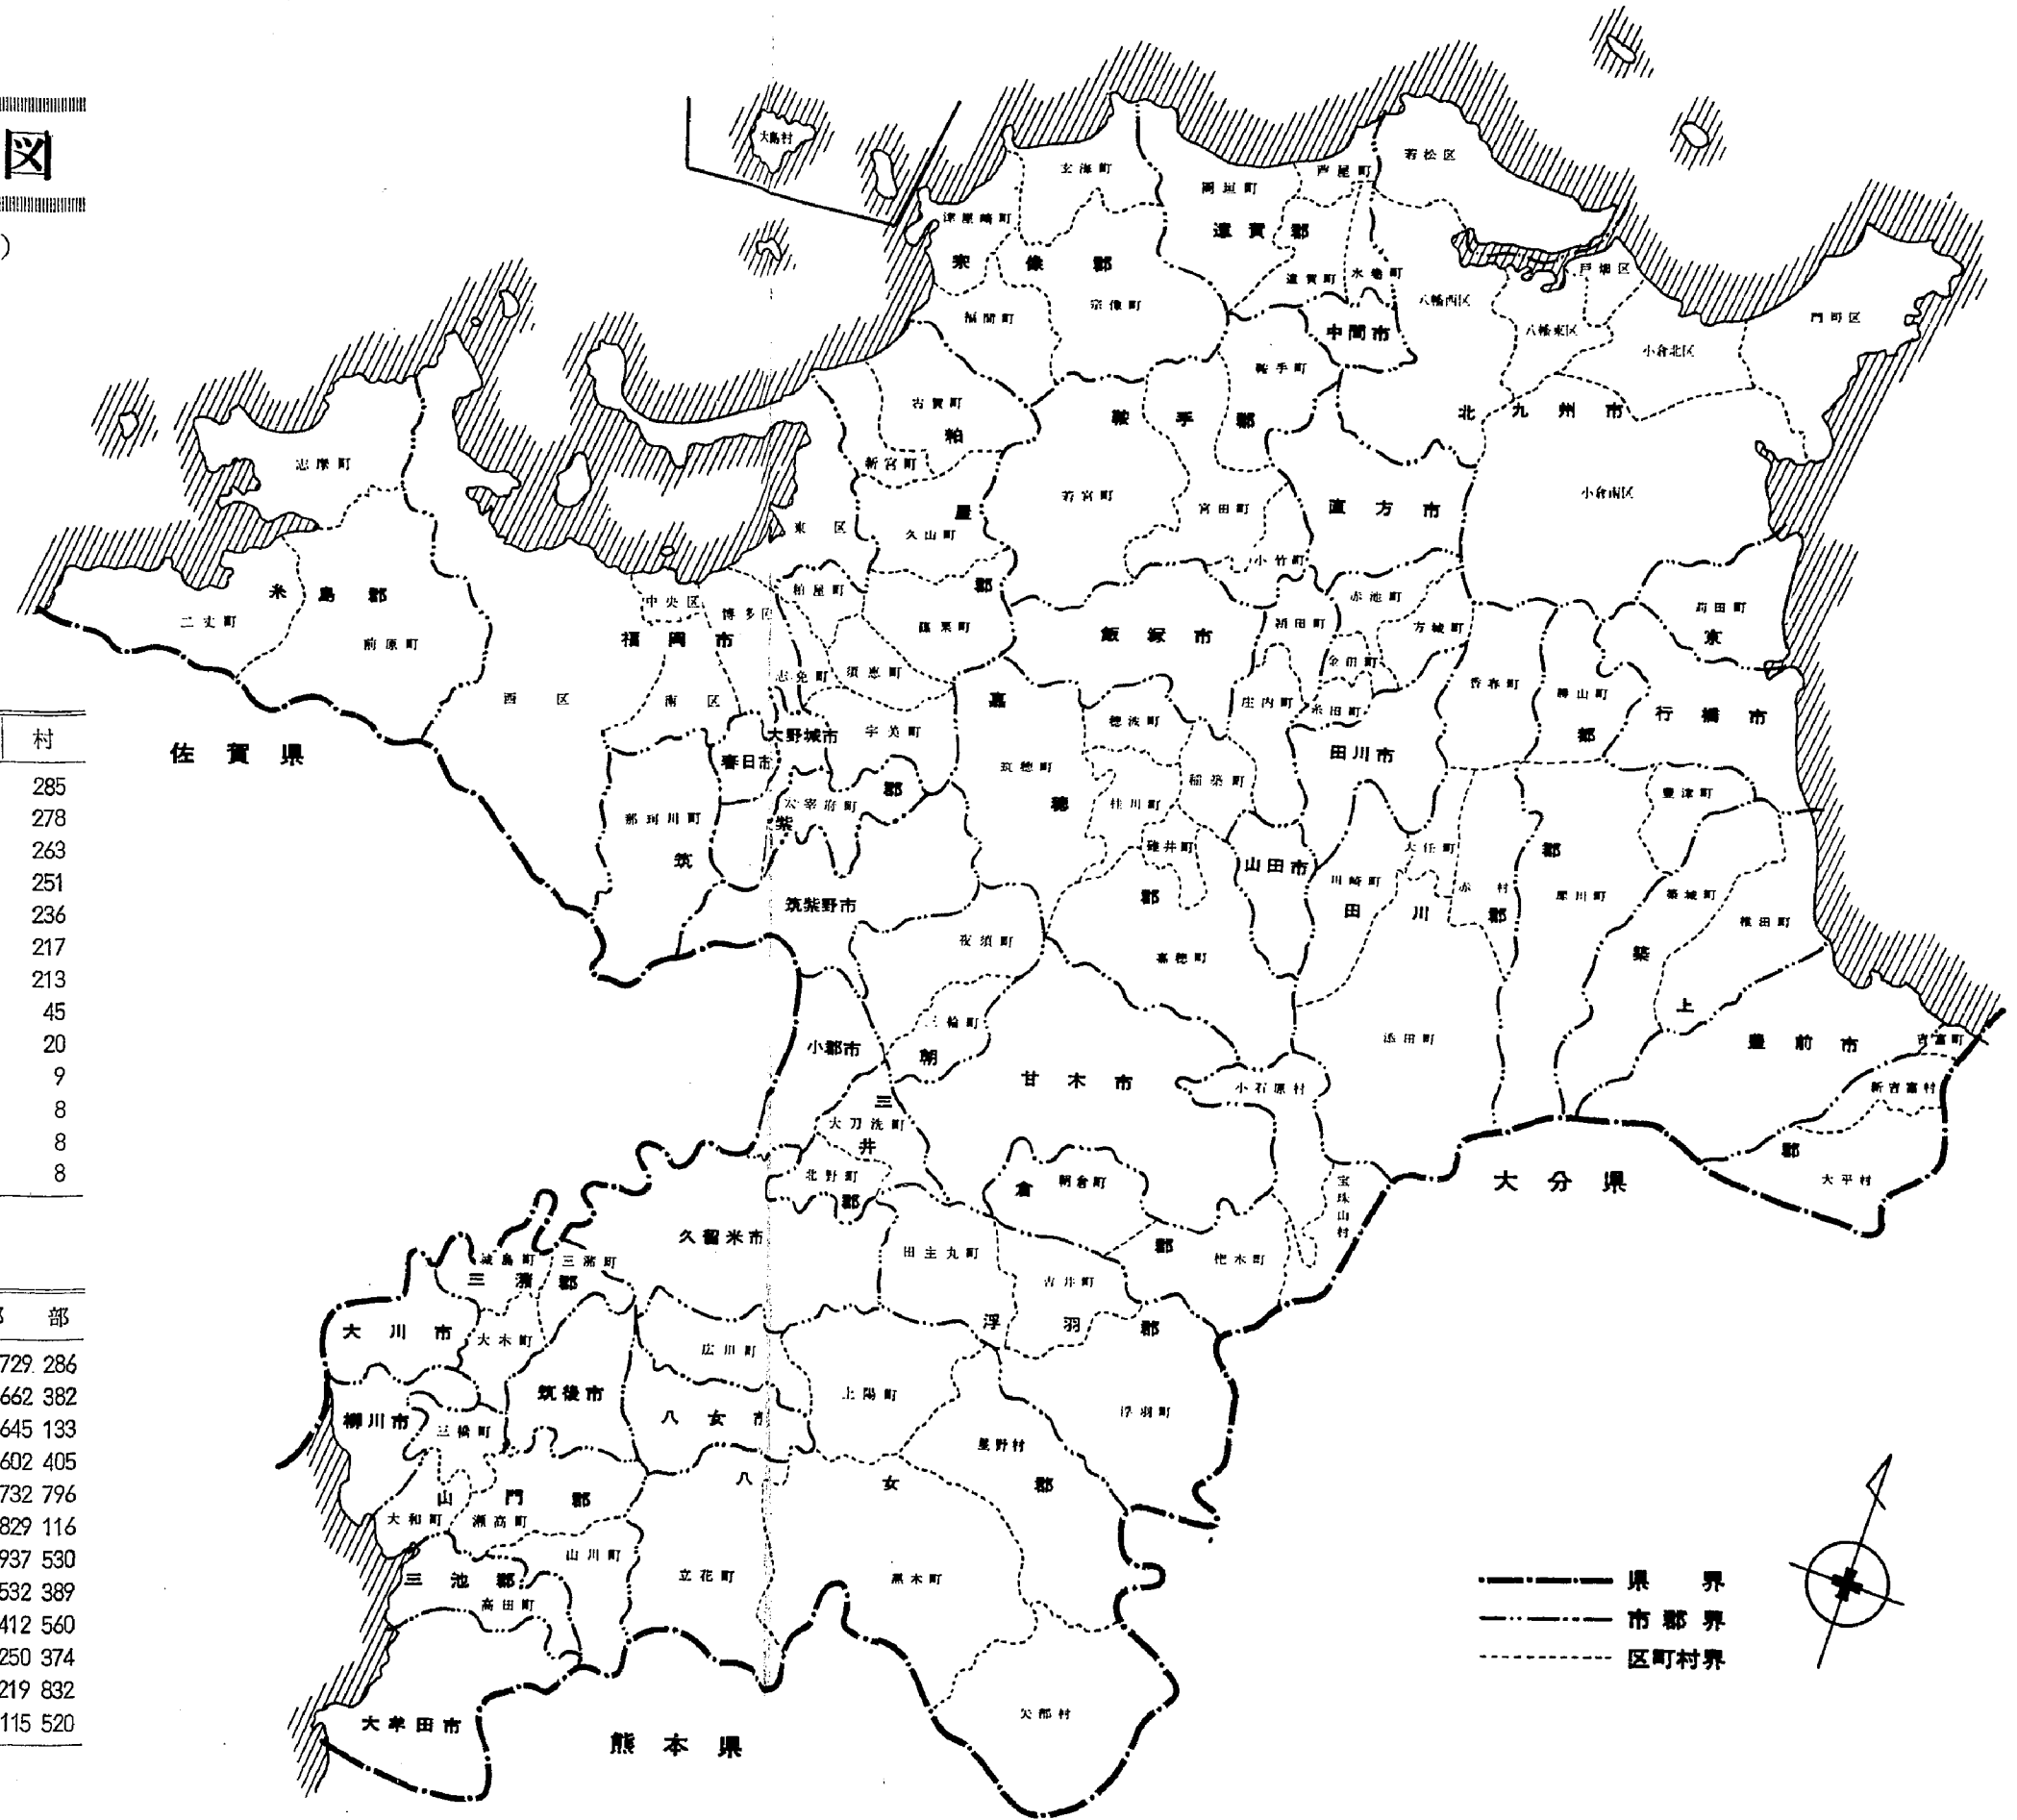 図
)
村
285
278
263
251
236
217
213
45
20
9
8
8
8
部
729 286
662 382
645 133
602 405
732 796
829 116
937 530
532 389
412 560
250 374
219 832
115 520
大島村
玄海町
津屋崎町
宗像郡
福間町
宗像町
岡垣町
芦屋町
遠賀郡
遠賀町
水巻町
中間市
若松区
戸畑区
八幡西区
八幡東区
小倉北区
門司区
北九州市
小倉南区
鞍手町
鞍手郡
若宮町
宮田町
小竹町
直方市
古賀町
新宮町
粕屋郡
久山町
粕屋町
篠栗町
志免町
須恵町
宇美町
東区
中央区
博多区
福岡市
南区
西区
志摩町
糸島郡
二丈町
前原町
佐賀県
春日市
大野城市
太宰府町
那珂川町
筑紫郡
筑紫野市
飯塚市
嘉穂郡
穂波町
筑穂町
桂川町
稲築町
碓井町
嘉穂町
頴田町
庄内町
山田市
赤池町
方城町
金田町
糸田町
香春町
田川市
大任町
川崎町
赤村
田川郡
添田町
苅田町
京都郡
勝山町
行橋市
豊津町
犀川町
築城町
椎田町
築上郡
豊前市
吉富町
新吉富村
大平村
大分県
夜須町
三輪町
朝倉郡
甘木市
小石原村
宝珠山村
朝倉町
杷木町
小郡市
三井郡
大刀洗町
北野町
久留米市
田主丸町
吉井町
浮羽郡
浮羽町
城島町
三潴町
三潴郡
大木町
大川市
筑後市
広川町
八女市
上陽町
星野村
八女郡
立花町
黒木町
矢部村
柳川市
三橋町
山門郡
大和町
瀬高町
山川町
三池郡
高田町
大牟田市
熊本県
県界
市郡界
区町村界